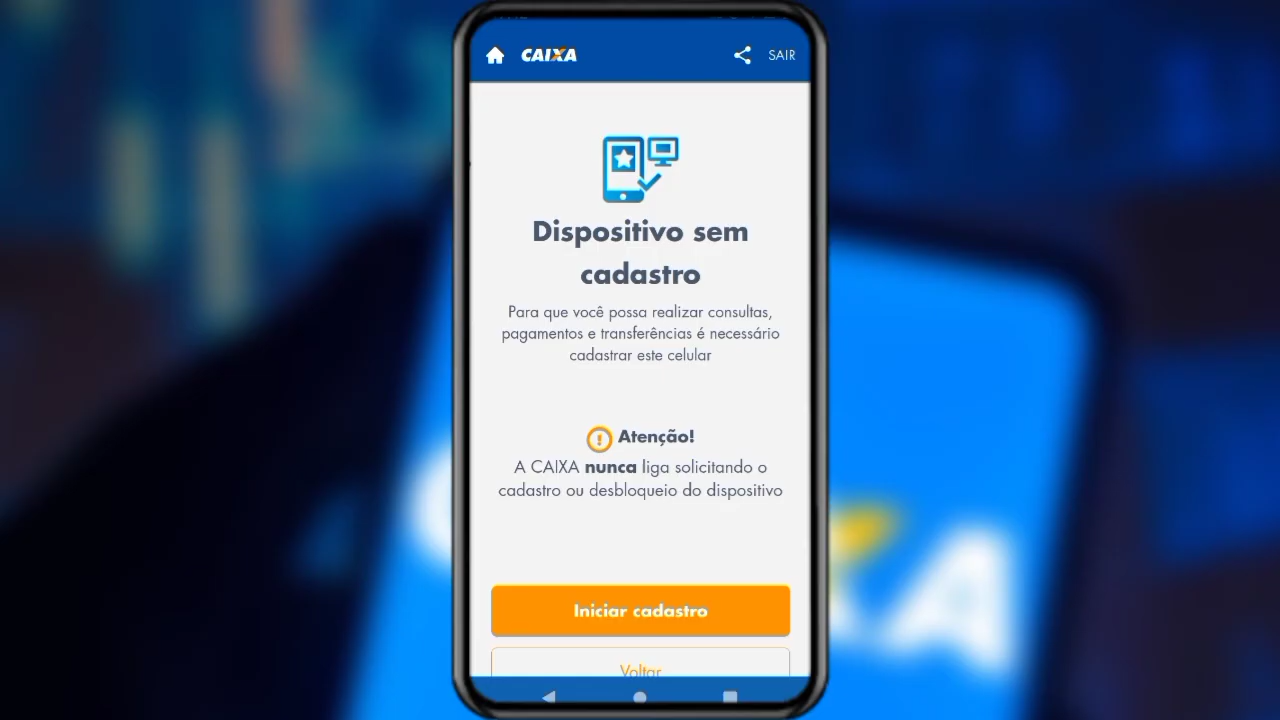 CAIXA
SAIR
Dispositivo sem
cadastro
Para que você possa realizar consultas,
pagamentos e transferências é necessário
cadastrar este celular
Atenção!
A CAIXA nunca liga solicitando o
cadastro ou desbloqueio do dispositivo
Iniciar cadastro
Voltar